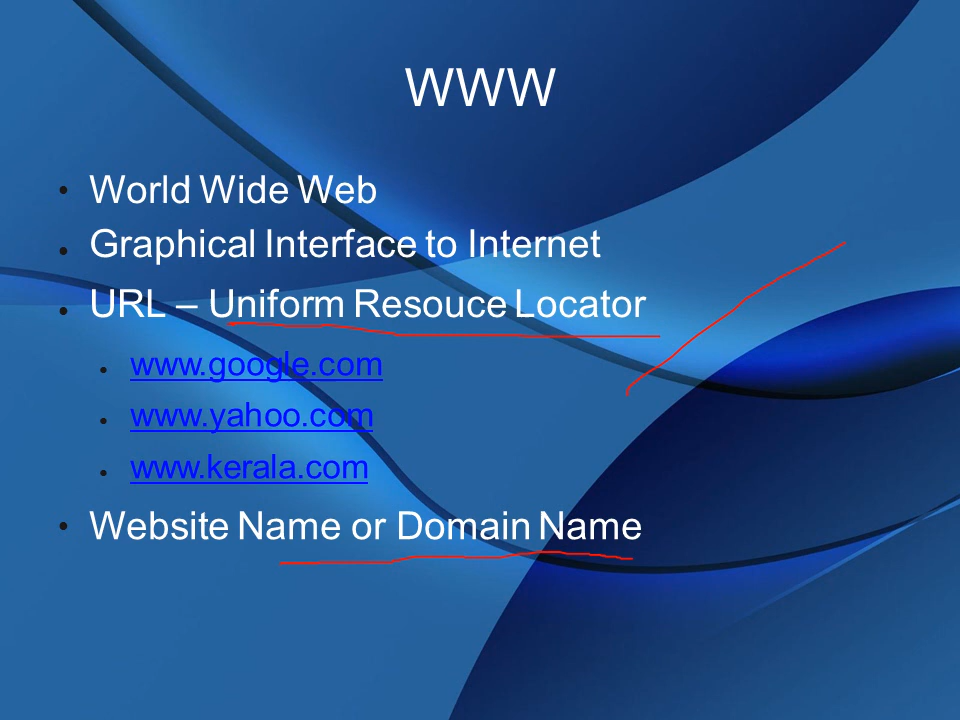 WWW
World Wide Web
Graphical Interface to Internet
URL – Uniform Resouce Locator
www.google.com
www.yahoo.com
www.kerala.com
Website Name or Domain Name